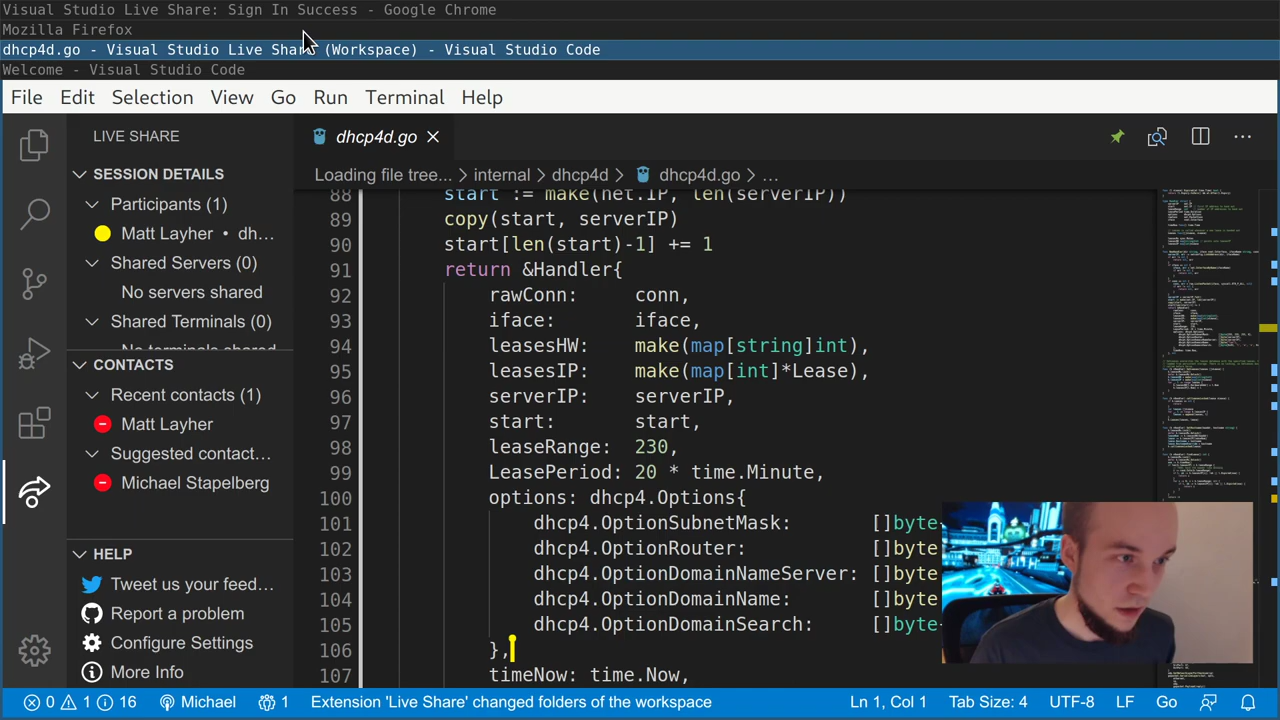 Visual Studio Live Share: Sign In Success - Google Chrome
Mozilla Firefox
dhcp4d.go - Visual Studio Live Share (Workspace) - Visual Studio Code
Welcome - Visual Studio Code
File Edit Selection View Go Run Terminal Help
LIVE SHARE
SESSION DETAILS
Participants (1)
Matt Layher • dh...
Shared Servers (0)
No servers shared
Shared Terminals (0)
No terminals shared
CONTACTS
Recent contacts (1)
Matt Layher
Suggested contact...
Michael Stapelberg
HELP
Tweet us your feed...
Report a problem
Configure Settings
More Info
dhcp4d.go
Loading file tree... > internal > dhcp4d > dhcp4d.go > ...
88 start := make(net.IP, len(serverIP))
89 copy(start, serverIP)
90 start[len(start)-1] += 1
91 return &Handler{
92 rawConn: conn,
93 iface: iface,
94 leasesHW: make(map[string]int),
95 leasesIP: make(map[int]*Lease),
96 serverIP: serverIP,
97 start: start,
98 leaseRange: 230,
99 LeasePeriod: 20 * time.Minute,
100 options: dhcp4.Options{
101 dhcp4.OptionSubnetMask: []byte
102 dhcp4.OptionRouter: []byte
103 dhcp4.OptionDomainNameServer: []byte
104 dhcp4.OptionDomainName: []byte
105 dhcp4.OptionDomainSearch: []byte
106 },
107 timeNow: time.Now,
0 1 16 Michael 1 Extension 'Live Share' changed folders of the workspace Ln 1, Col 1 Tab Size: 4 UTF-8 LF Go